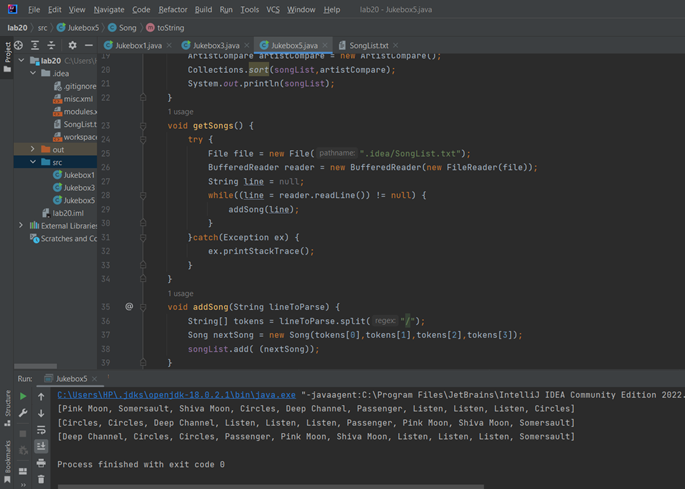 File Edit View Navigate Code Refactor Build Run Tools VCS Window Help lab20 - Jukebox5.java
lab20 src Jukebox5 Song toString
Project
Jukebox1.java Jukebox3.java Jukebox5.java SongList.txt
lab20 C:\Users\H
.idea
.gitignore
misc.xml
modules.x
SongList.t
workspace
out
src
Jukebox1
Jukebox3
Jukebox5
lab20.iml
External Libraries
Scratches and Co
19 ArtistCompare artistCompare = new ArtistCompare();
20 Collections.sort(songList,artistCompare);
21 System.out.println(songList);
22 }
1 usage
23 void getSongs() {
24 try {
25 File file = new File( pathname: ".idea/SongList.txt");
26 BufferedReader reader = new BufferedReader(new FileReader(file));
27 String line = null;
28 while((line = reader.readLine()) != null) {
29 addSong(line);
30 }
31 }catch(Exception ex) {
32 ex.printStackTrace();
33 }
34 }
1 usage
35 @ void addSong(String lineToParse) {
36 String[] tokens = lineToParse.split( regex: "/");
37 Song nextSong = new Song(tokens[0],tokens[1],tokens[2],tokens[3]);
38 songList.add( (nextSong));
39 }
Run: Jukebox5
Structure
Bookmarks
C:\Users\HP\.jdks\openjdk-18.0.2.1\bin\java.exe "-javaagent:C:\Program Files\JetBrains\IntelliJ IDEA Community Edition 2022.
[Pink Moon, Somersault, Shiva Moon, Circles, Deep Channel, Passenger, Listen, Listen, Listen, Circles]
[Circles, Circles, Deep Channel, Listen, Listen, Listen, Passenger, Pink Moon, Shiva Moon, Somersault]
[Deep Channel, Circles, Circles, Passenger, Pink Moon, Shiva Moon, Listen, Listen, Listen, Somersault]
Process finished with exit code 0